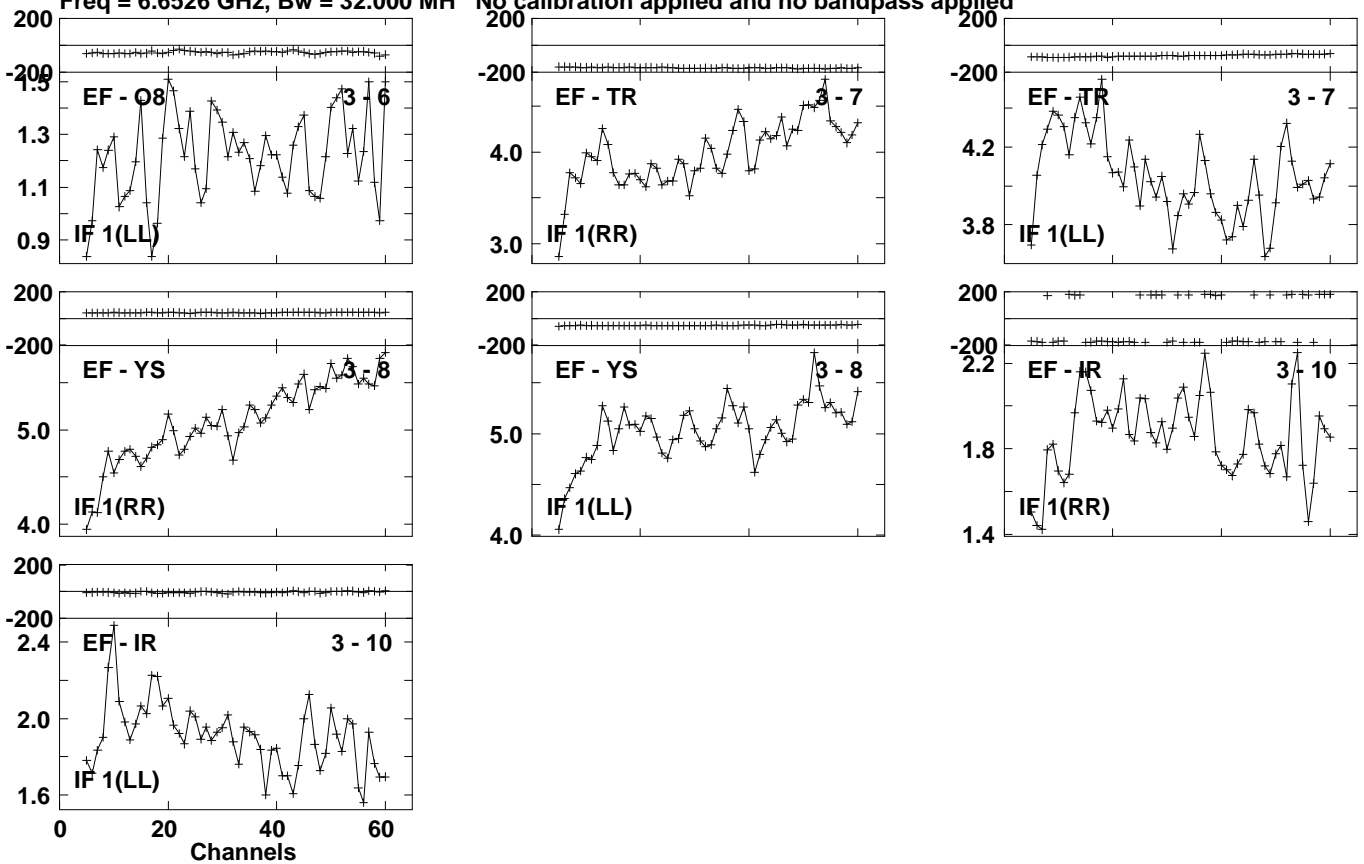 Freq = 6.6526 GHz, Bw = 32.000 MH No calibration applied and no bandpass applied
200
-200
1.5
1.3
1.1
0.9
EF - O8
3 - 6
IF 1(LL)
-200
4.0
3.0
EF - TR
3 - 7
IF 1(RR)
-200
4.2
3.8
EF - TR
3 - 7
IF 1(LL)
200
-200
5.0
4.0
EF - YS
3 - 8
IF 1(RR)
200
-200
5.0
4.0
EF - YS
3 - 8
IF 1(LL)
200
-200
2.2
1.8
1.4
EF - IR
3 - 10
IF 1(RR)
200
-200
2.4
2.0
1.6
EF - IR
3 - 10
IF 1(LL)
0 20 40 60
Channels